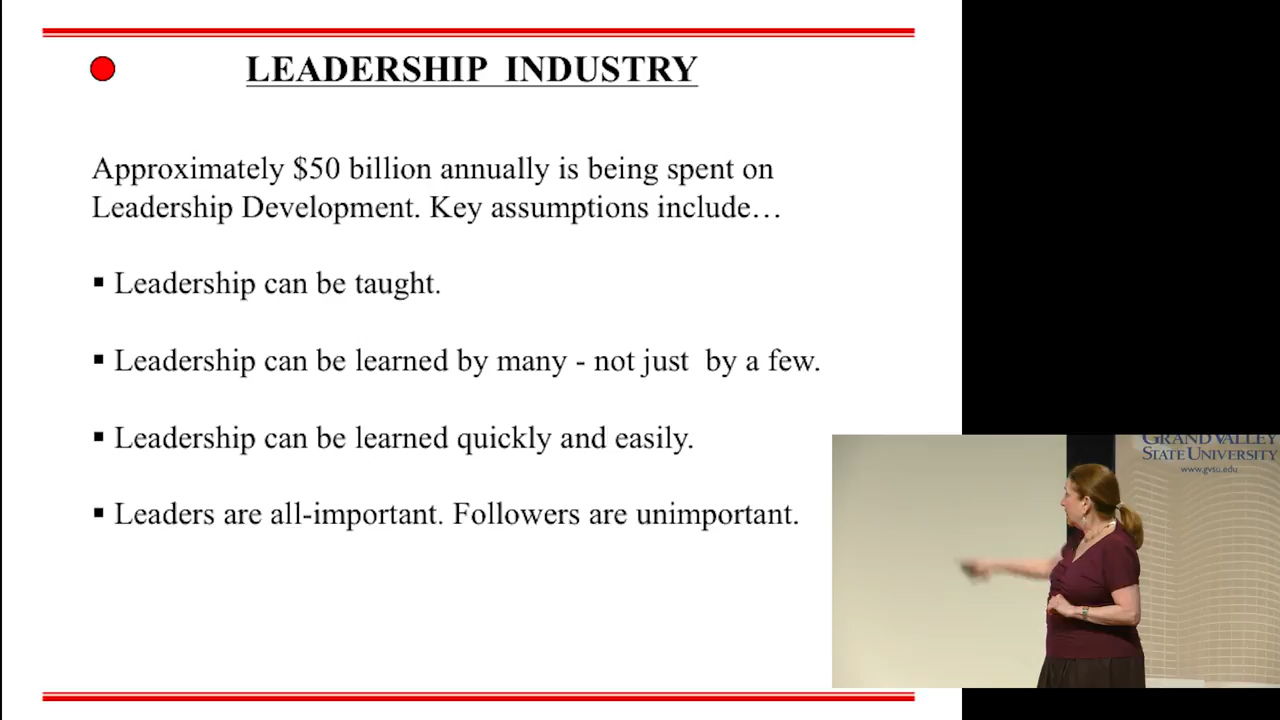 LEADERSHIP INDUSTRY
Approximately $50 billion annually is being spent on
Leadership Development. Key assumptions include…
▪ Leadership can be taught.
▪ Leadership can be learned by many - not just by a few.
▪ Leadership can be learned quickly and easily.
▪ Leaders are all-important. Followers are unimportant.
GRAND VALLEY
STATE UNIVERSITY
www.gvsu.edu